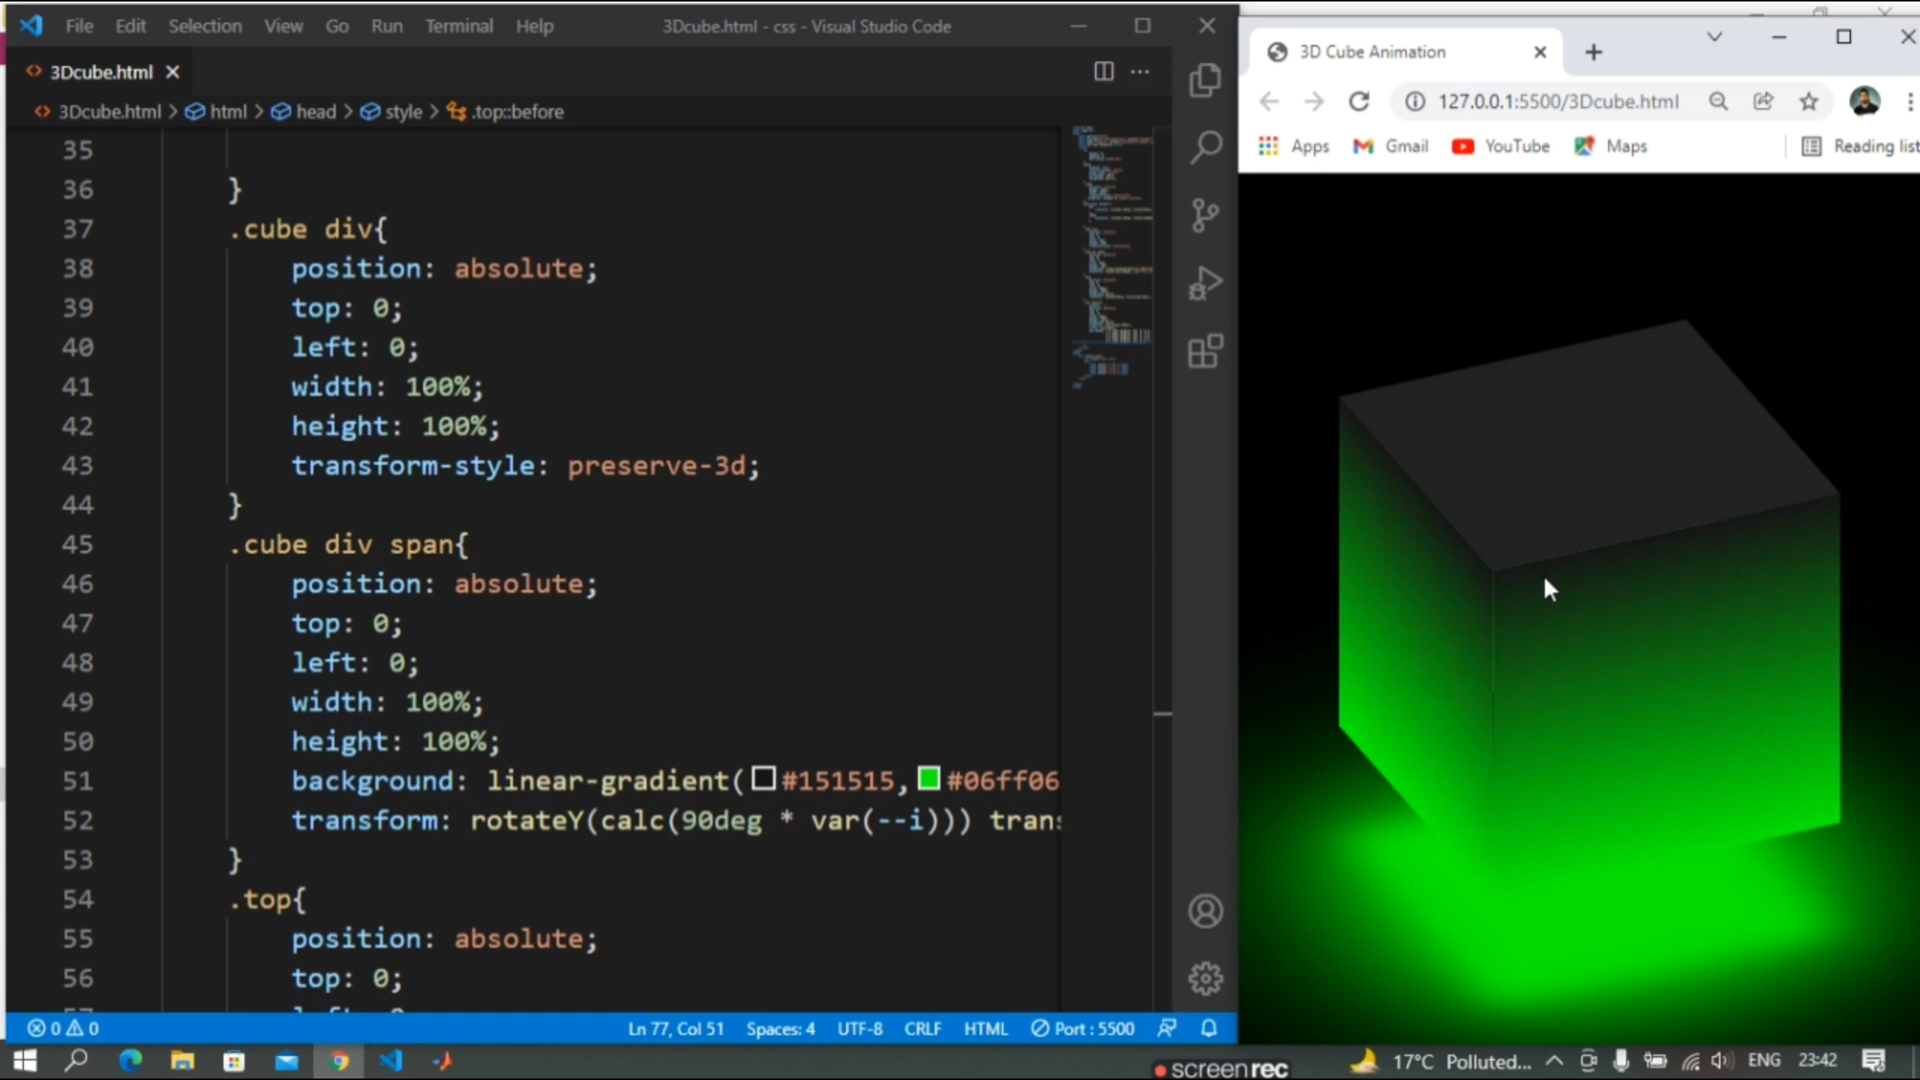 File Edit Selection View Go Run Terminal Help 3Dcube.html - css - Visual Studio Code
3Dcube.html
3Dcube.html > html > head > style > .top::before
35
36 }
37 .cube div{
38 position: absolute;
39 top: 0;
40 left: 0;
41 width: 100%;
42 height: 100%;
43 transform-style: preserve-3d;
44 }
45 .cube div span{
46 position: absolute;
47 top: 0;
48 left: 0;
49 width: 100%;
50 height: 100%;
51 background: linear-gradient(#151515,#06ff06
52 transform: rotateY(calc(90deg * var(--i))) trans
53 }
54 .top{
55 position: absolute;
56 top: 0;
0 0 Ln 77, Col 51 Spaces: 4 UTF-8 CRLF HTML Port : 5500
3D Cube Animation
127.0.0.1:5500/3Dcube.html
Apps Gmail YouTube Maps Reading list
screenrec
17°C Polluted... ENG 23:42